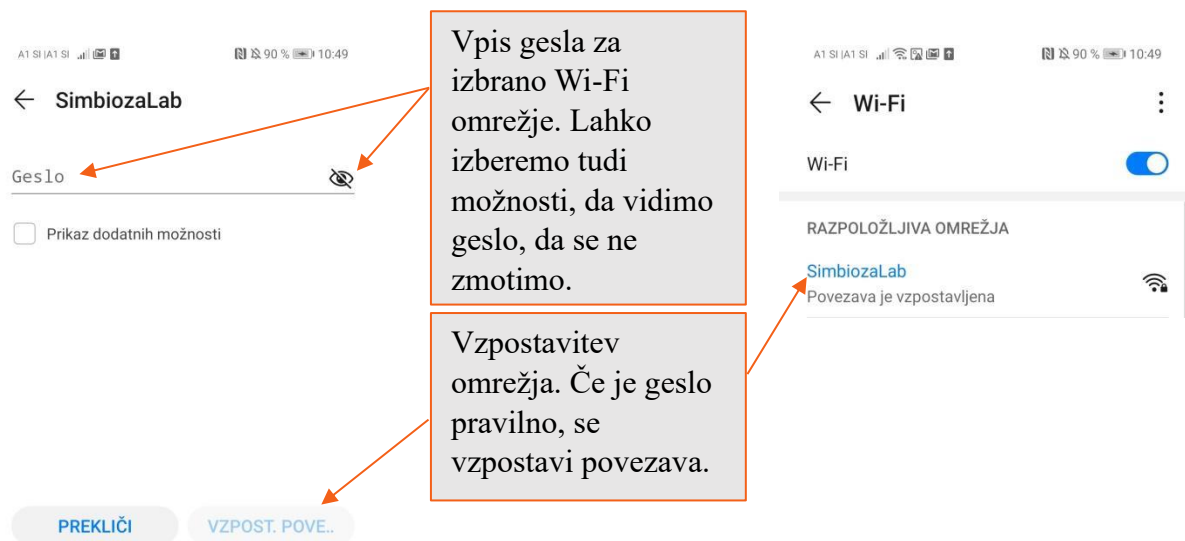 A1 SI |A1 SI
90 % 10:49
SimbiozaLab
Geslo
Prikaz dodatnih možnosti
PREKLIČI
VZPOST. POVE..
Vpis gesla za
izbrano Wi-Fi
omrežje. Lahko
izberemo tudi
možnosti, da vidimo
geslo, da se ne
zmotimo.
Vzpostavitev
omrežja. Če je geslo
pravilno, se
vzpostavi povezava.
A1 SI |A1 SI
90 % 10:49
Wi-Fi
Wi-Fi
RAZPOLOŽLJIVA OMREŽJA
SimbiozaLab
Povezava je vzpostavljena